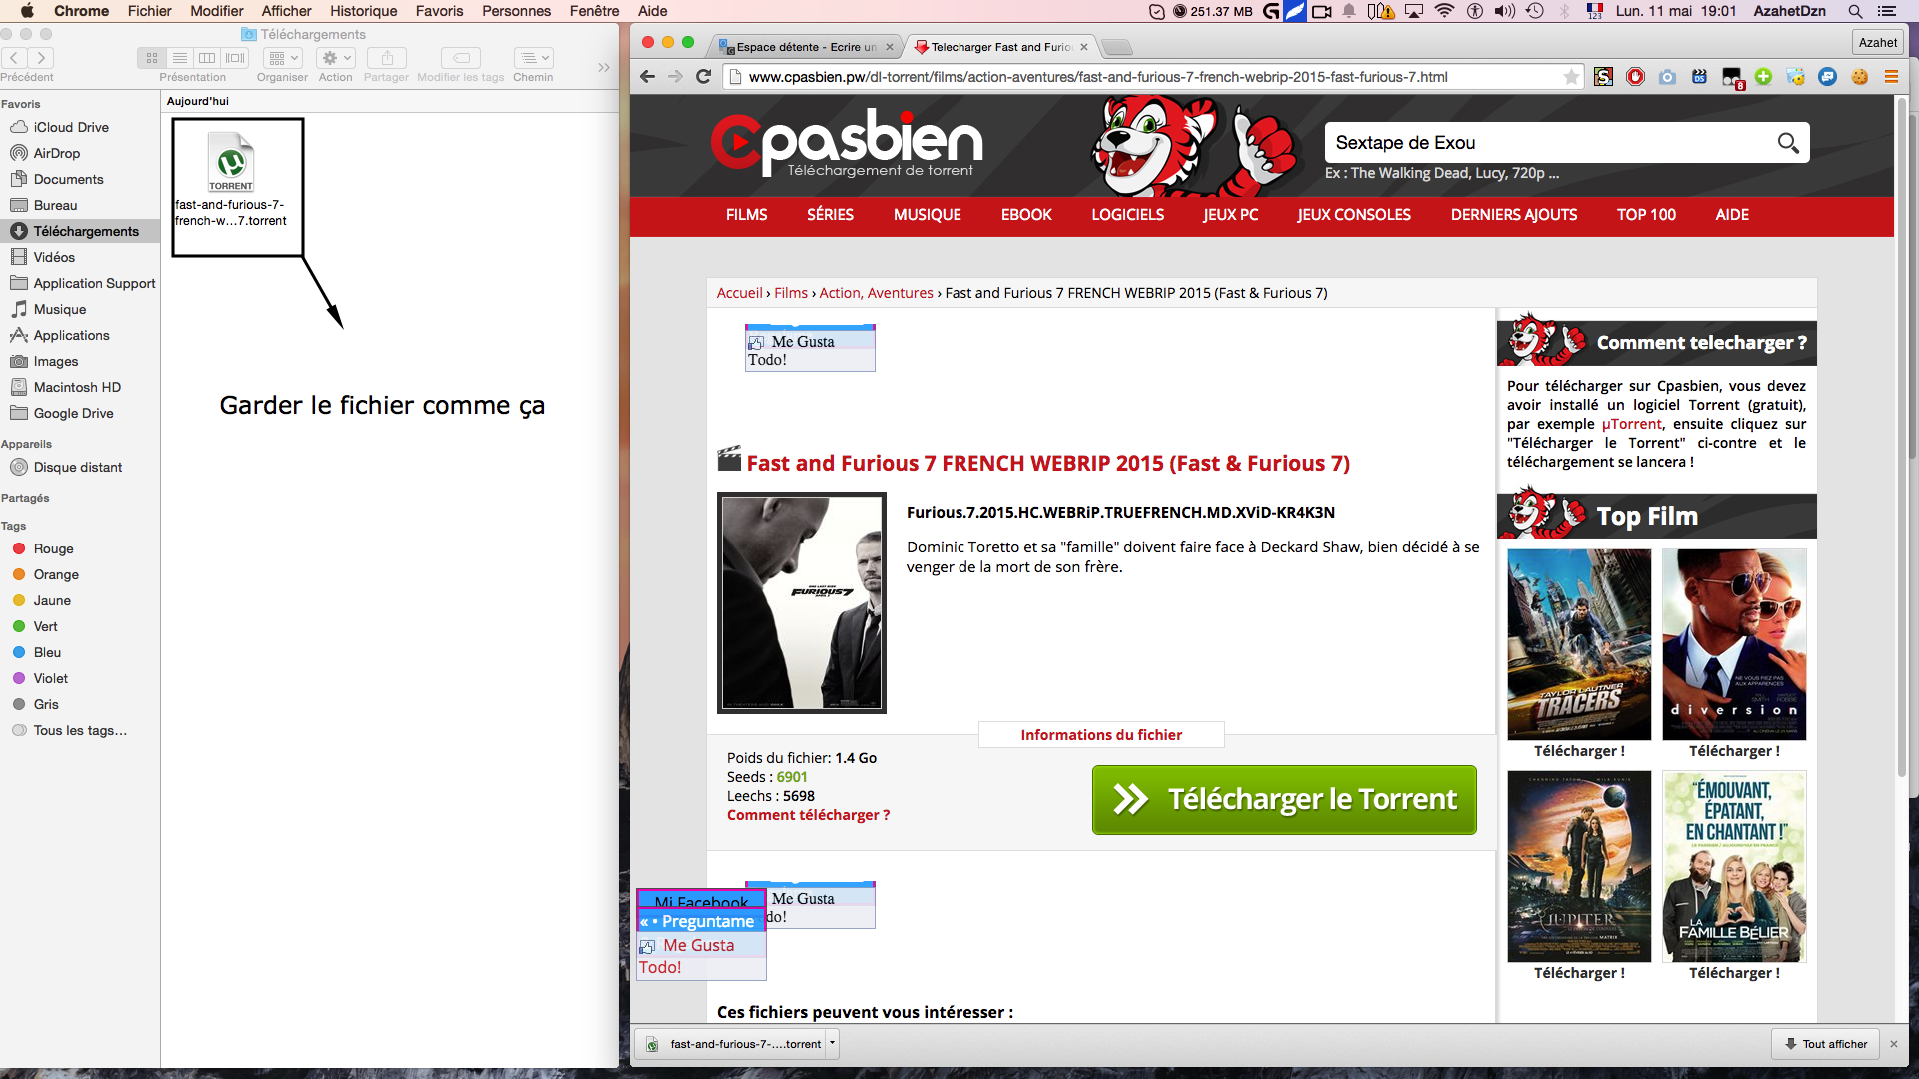 Chrome Fichier Modifier Afficher Historique Favoris Personnes Fenêtre Aide
251.37 MB
123
Lun. 11 mai 19:01 AzahetDzn
Téléchargements
Précédent
Présentation
Organiser
Action
Partager
Modifier les tags
Chemin
Favoris
iCloud Drive
AirDrop
Documents
Bureau
Téléchargements
Vidéos
Application Support
Musique
Applications
Images
Macintosh HD
Google Drive
Appareils
Disque distant
Partagés
Tags
Rouge
Orange
Jaune
Vert
Bleu
Violet
Gris
Tous les tags...
Aujourd'hui
TORRENT
fast-and-furious-7-
french-w...7.torrent
Garder le fichier comme ça
Espace détente - Ecrire un
Telecharger Fast and Furio
Azahet
www.cpasbien.pw/dl-torrent/films/action-aventures/fast-and-furious-7-french-webrip-2015-fast-furious-7.html
8
Cpasbien
Téléchargement de torrent
Sextape de Exou
Ex : The Walking Dead, Lucy, 720p ...
FILMS SÉRIES MUSIQUE EBOOK LOGICIELS JEUX PC JEUX CONSOLES DERNIERS AJOUTS TOP 100 AIDE
Accueil › Films › Action, Aventures › Fast and Furious 7 FRENCH WEBRIP 2015 (Fast & Furious 7)
Me Gusta
Todo!
Fast and Furious 7 FRENCH WEBRIP 2015 (Fast & Furious 7)
FURIOUS 7
Furious.7.2015.HC.WEBRiP.TRUEFRENCH.MD.XViD-KR4K3N
Dominic Toretto et sa "famille" doivent faire face à Deckard Shaw, bien décidé à se
venger de la mort de son frère.
Informations du fichier
Poids du fichier: 1.4 Go
Seeds : 6901
Leechs : 5698
Comment télécharger ?
Télécharger le Torrent
Me Gusta
do!
Mi Facebook
« • Preguntame
Me Gusta
Todo!
Ces fichiers peuvent vous intéresser :
Comment telecharger ?
Pour télécharger sur Cpasbien, vous devez
avoir installé un logiciel Torrent (gratuit),
par exemple µTorrent, ensuite cliquez sur
"Télécharger le Torrent" ci-contre et le
téléchargement se lancera !
Top Film
TAYLOR LAUTNER
TRACERS
Télécharger !
NE VOUS FIEZ PAS
AUX APPARENCES
diversion
Télécharger !
CHANNING TATUM MILA KUNIS
JUPITER
Télécharger !
"ÉMOUVANT,
ÉPATANT,
EN CHANTANT !"
LA
FAMILLE BÉLIER
Télécharger !
fast-and-furious-7-....torrent
Tout afficher